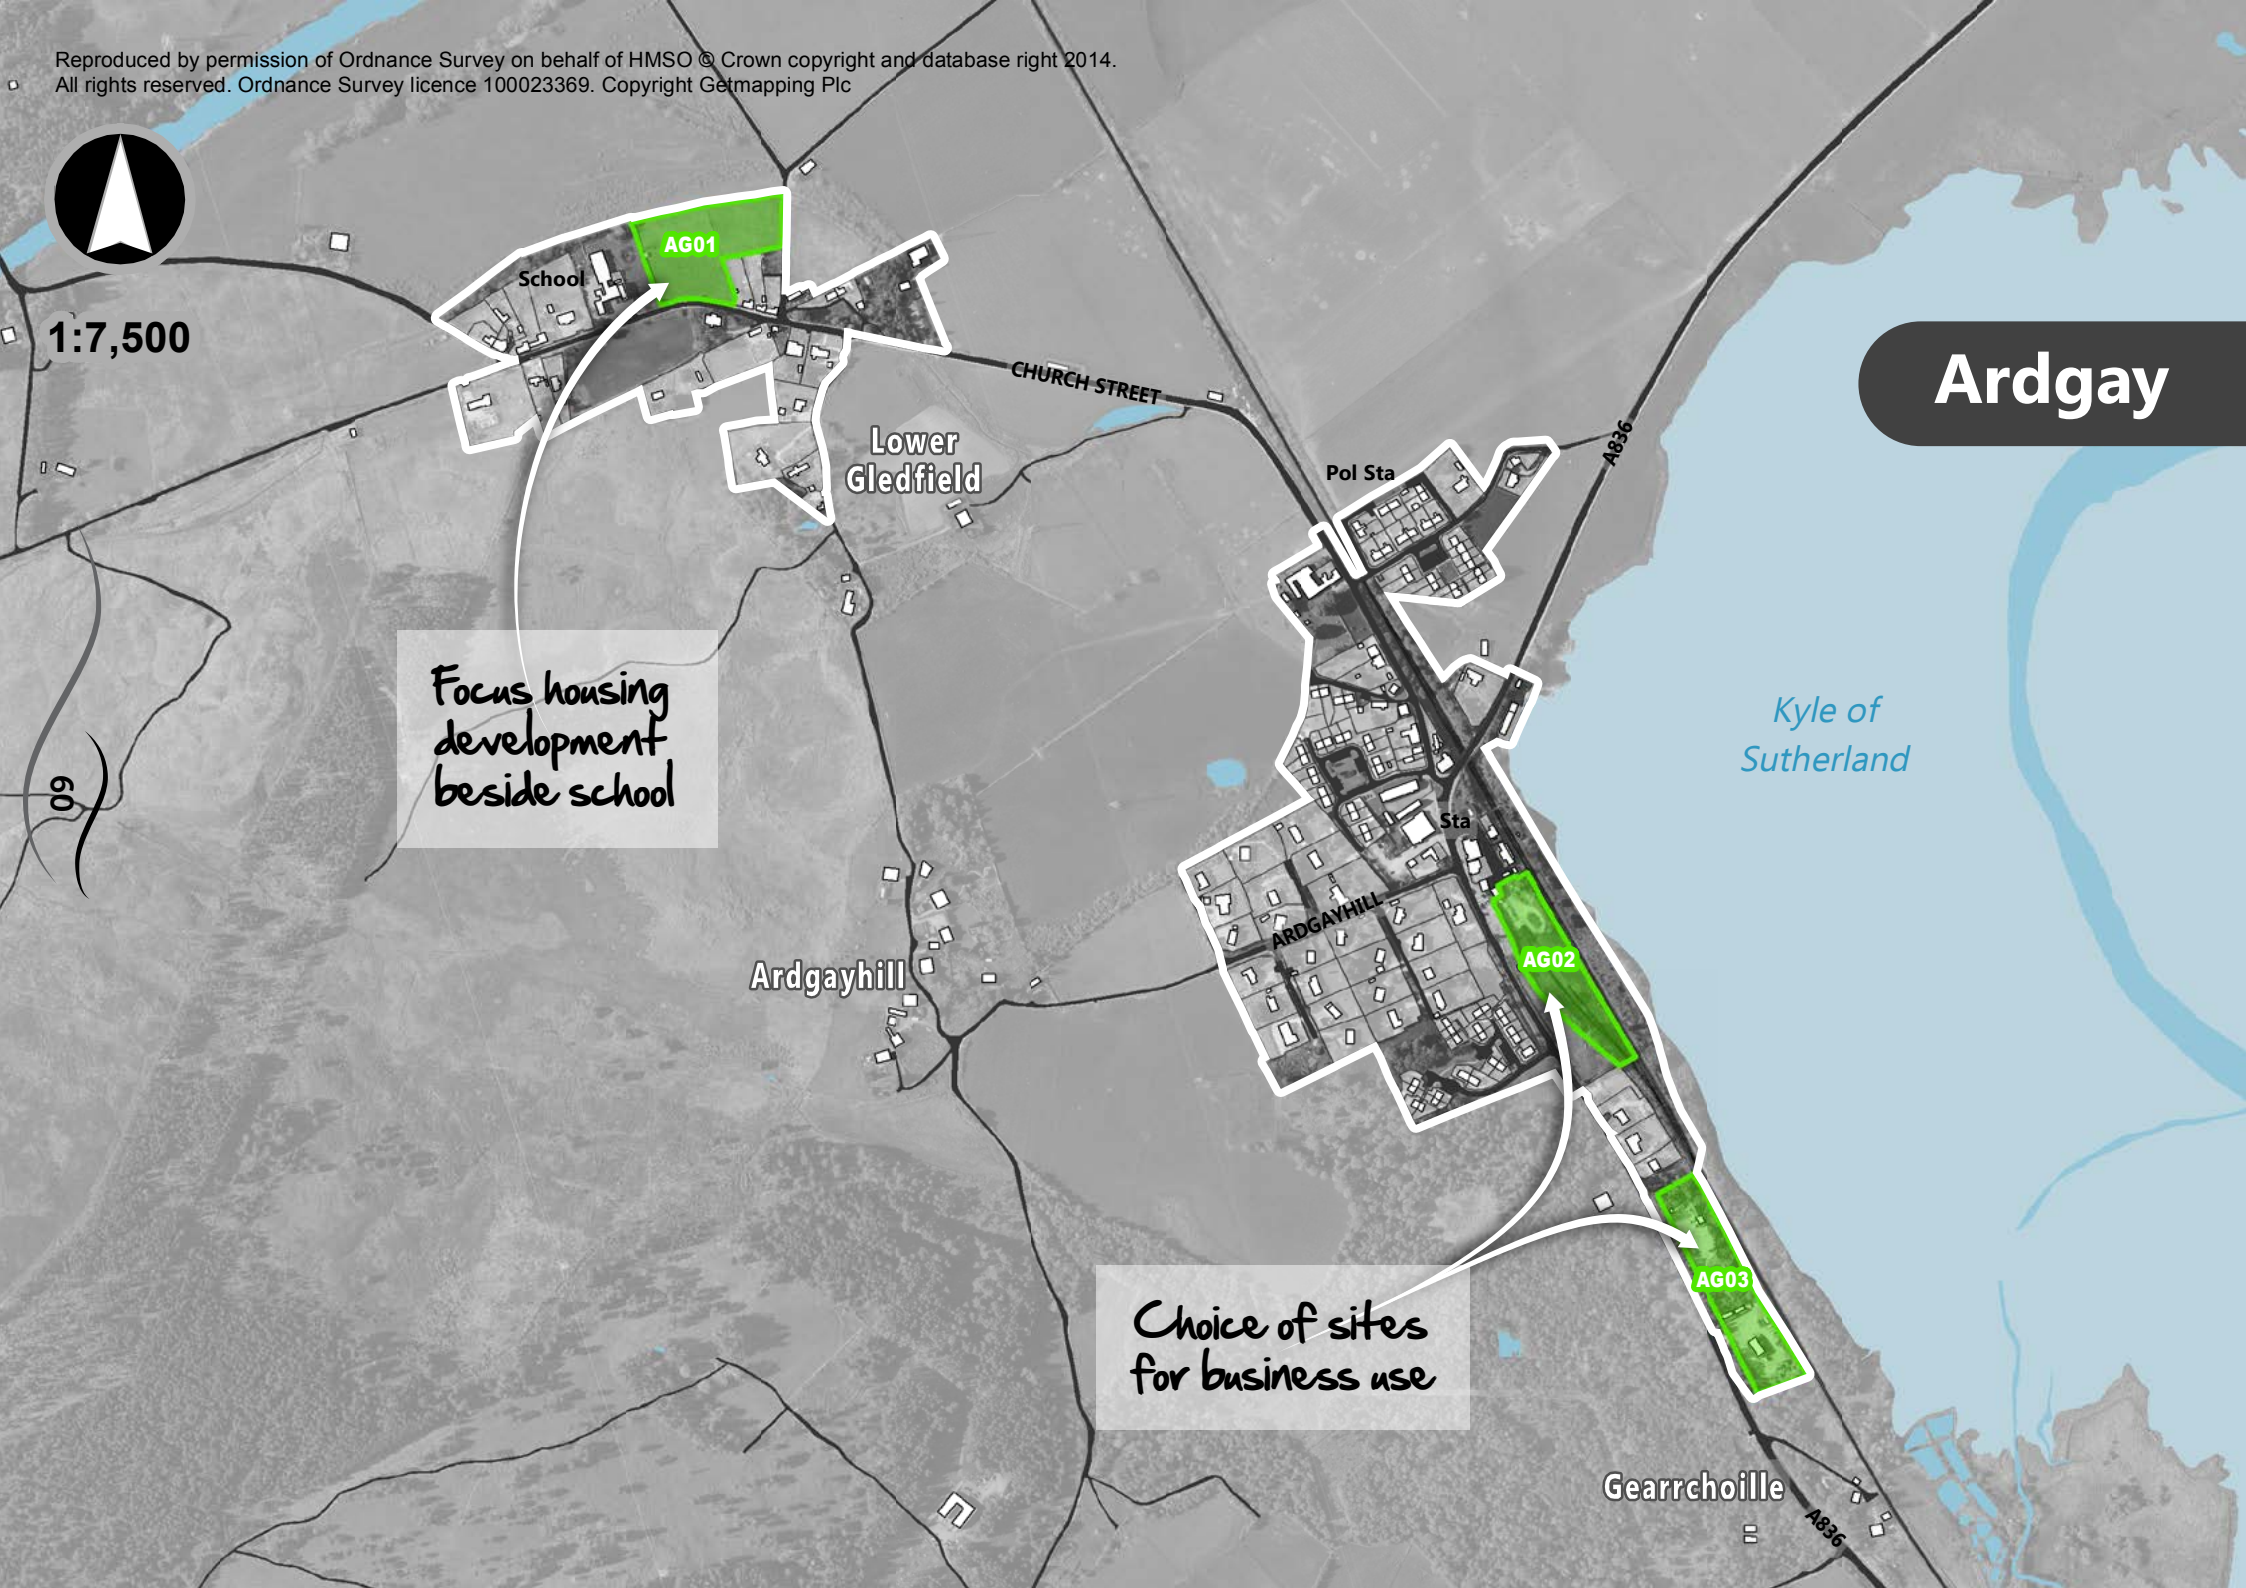 Reproduced by permission of Ordnance Survey on behalf of HMSO © Crown copyright and database right 2014.
All rights reserved. Ordnance Survey licence 100023369. Copyright Getmapping Plc
1:7,500
Ardgay
AG01
School
CHURCH STREET
Lower
Gledfield
Pol Sta
A836
Focus housing
development
beside school
Kyle of
Sutherland
60
Sta
ARDGAYHILL
AG02
Ardgayhill
AG03
Choice of sites
for business use
Gearrchoille
A836